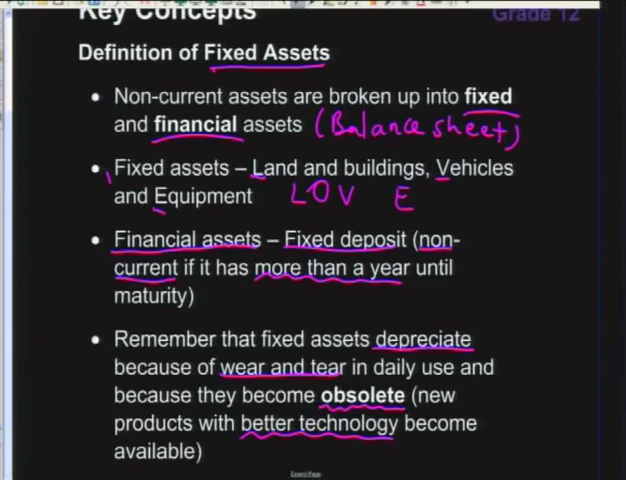 Key Concepts Grade 12
Definition of Fixed Assets
• Non-current assets are broken up into fixed
and financial assets (Balance sheet)
• Fixed assets – Land and buildings, Vehicles
and Equipment LOV E
• Financial assets – Fixed deposit (non-
current if it has more than a year until
maturity)
• Remember that fixed assets depreciate
because of wear and tear in daily use and
because they become obsolete (new
products with better technology become
available)
Extend Page